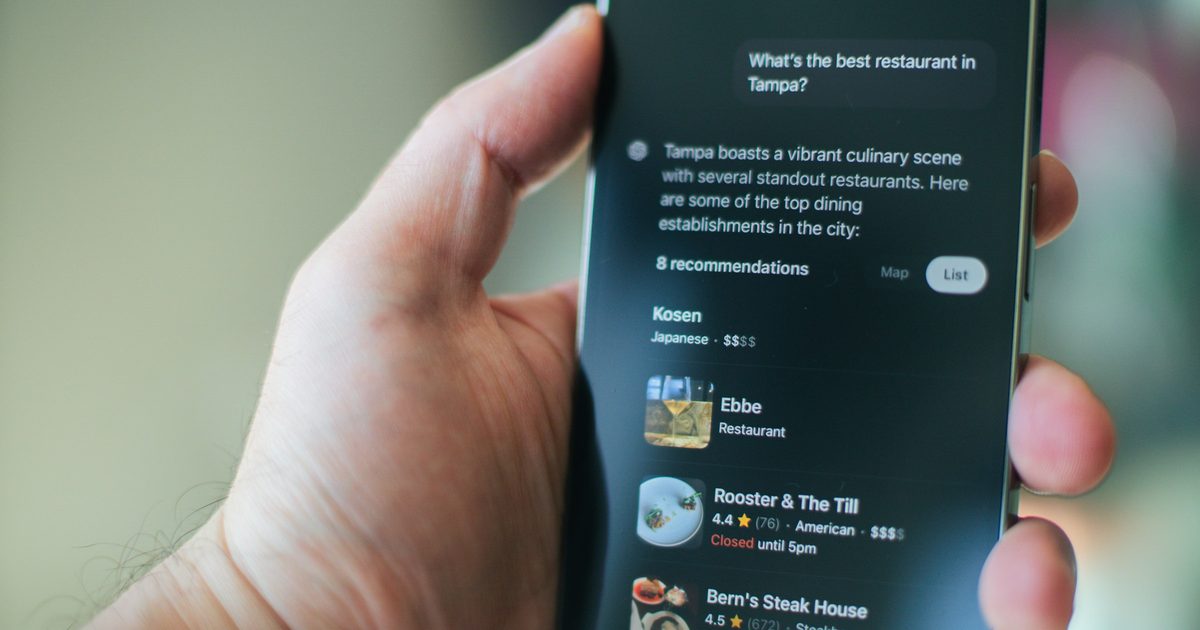 What's the best restaurant in
Tampa?
Tampa boasts a vibrant culinary scene
with several standout restaurants. Here
are some of the top dining
establishments in the city:
8 recommendations Map List
Kosen
Japanese · $$$$
Ebbe
Restaurant
Rooster & The Till
4.4 (76) · American · $$$$
Closed until 5pm
Bern's Steak House
4.5 (672) ·